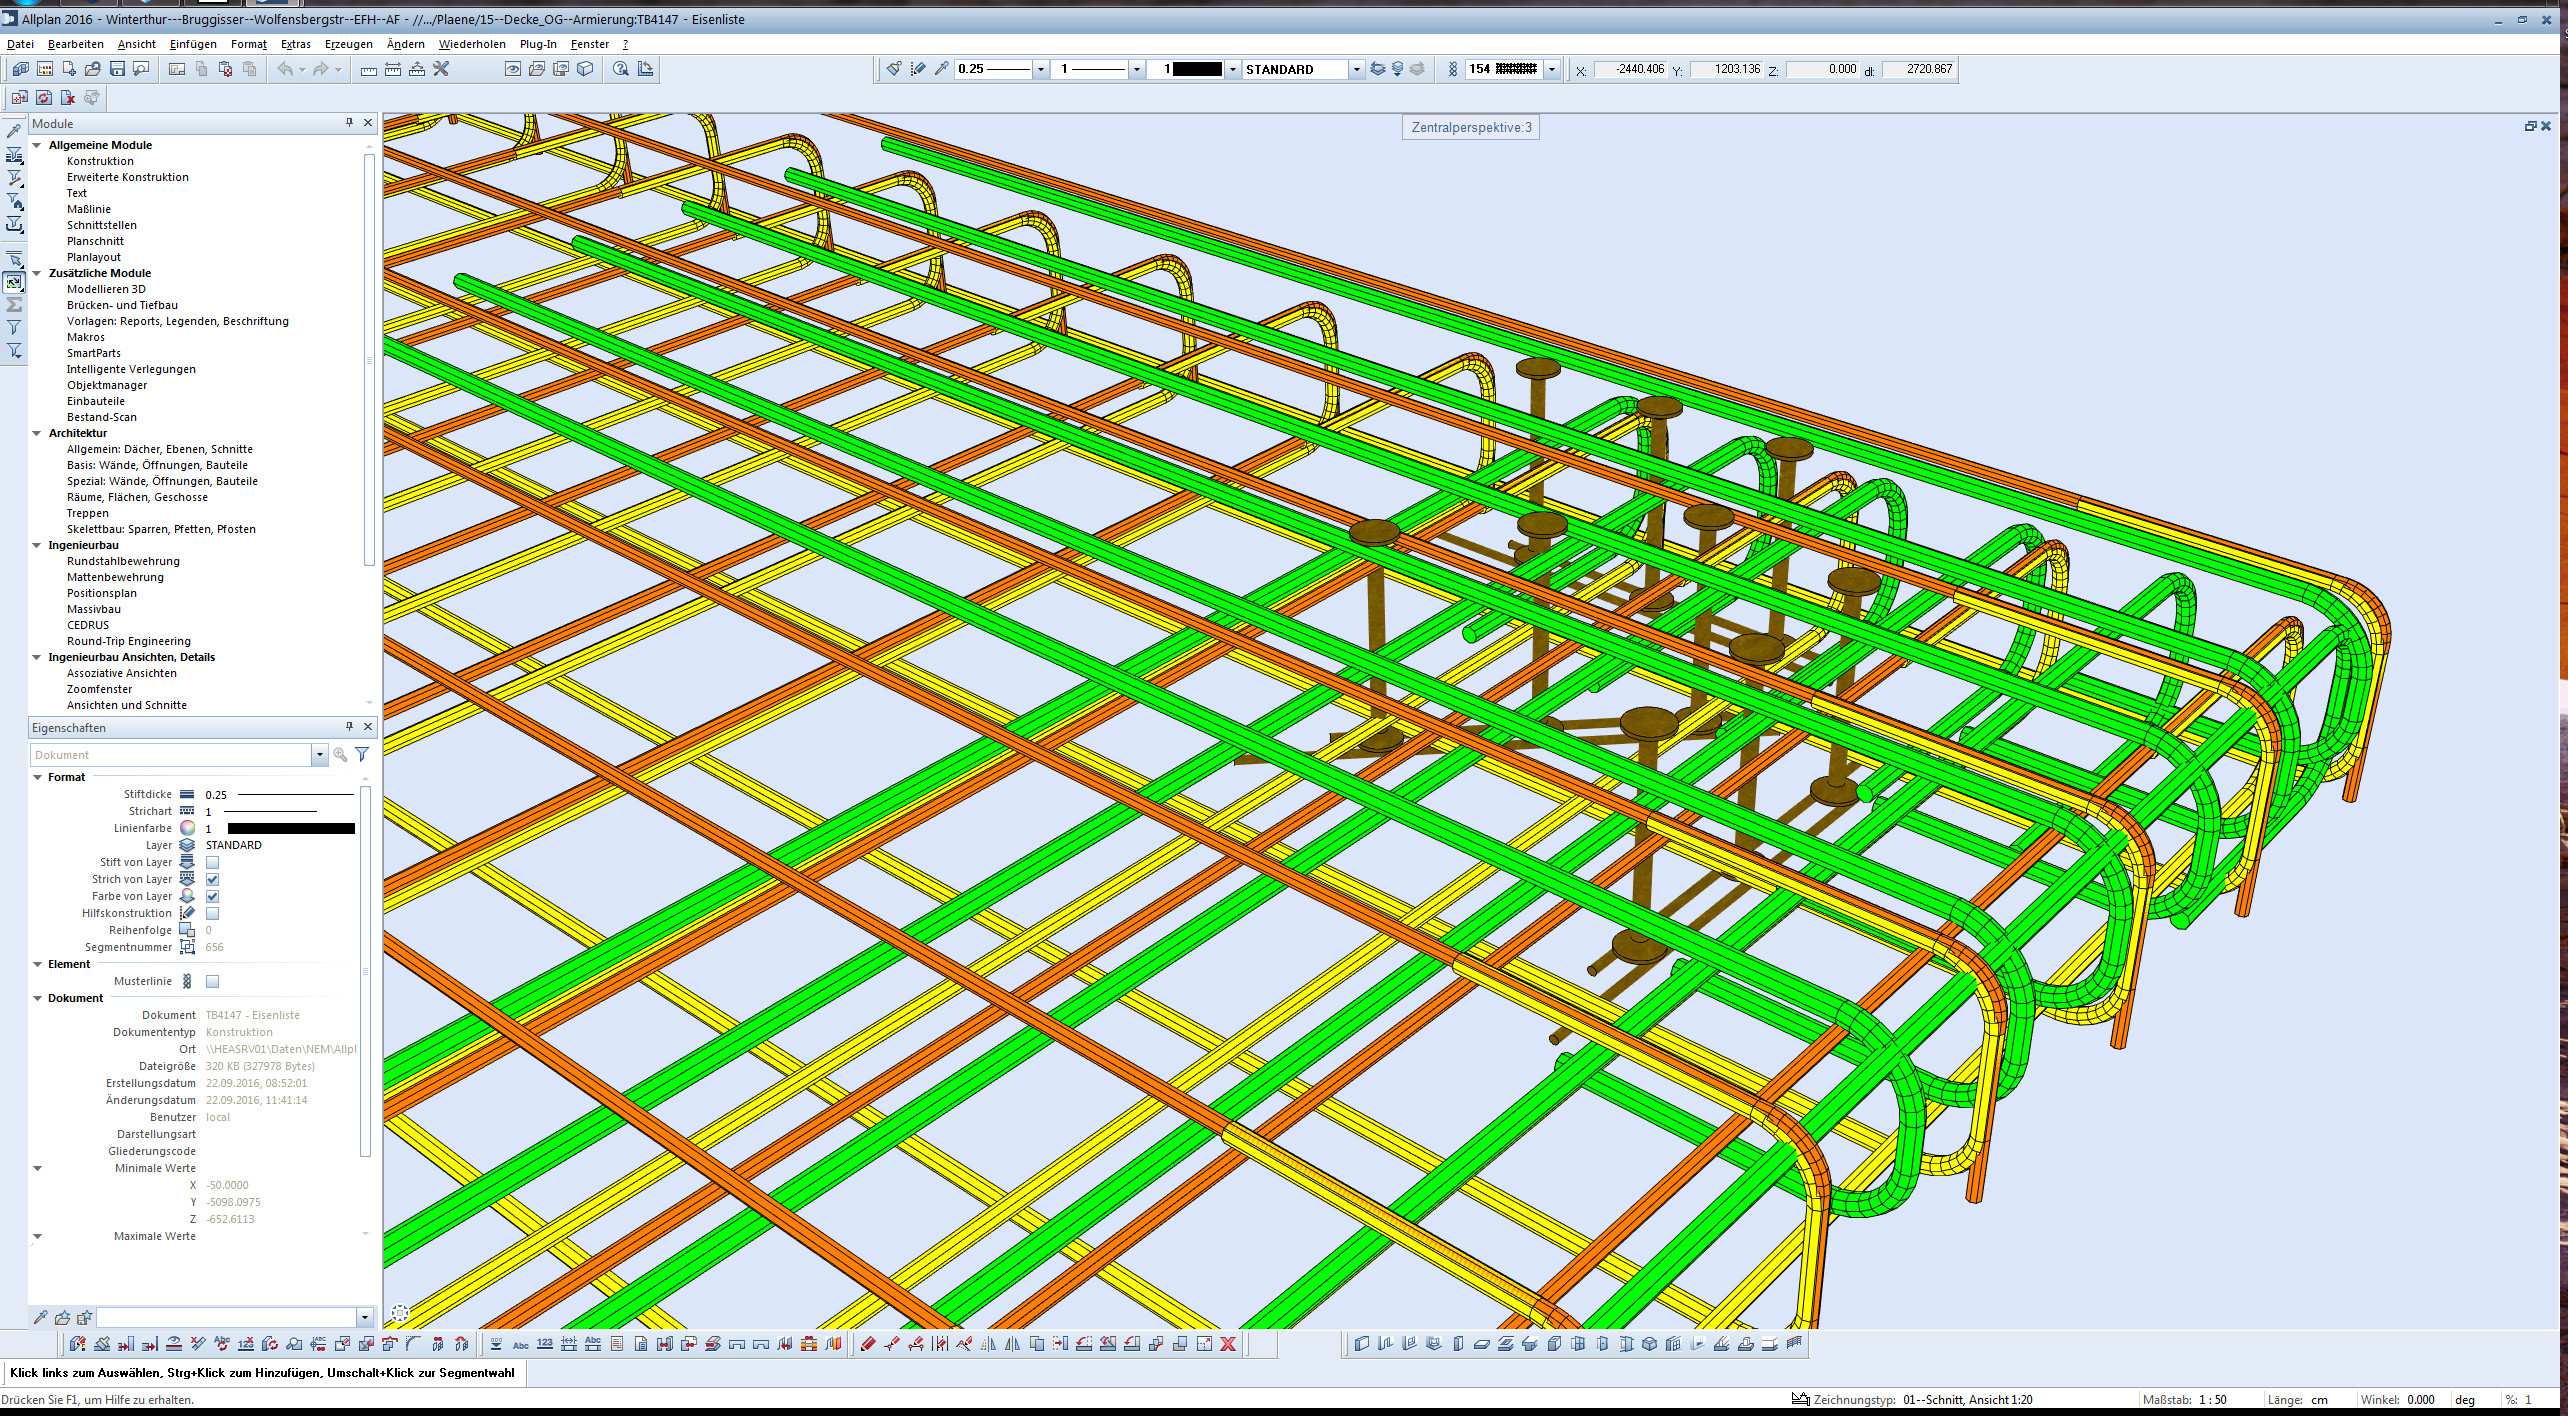 Allplan 2016 - Winterthur---Bruggisser--Wolfensbergstr--EFH--AF - //.../Plaene/15--Decke_OG--Armierung:TB4147 - Eisenliste
Datei Bearbeiten Ansicht Einfügen Format Extras Erzeugen Ändern Wiederholen Plug-In Fenster ?
0.25 1 1 STANDARD 154 X: -2440.406 Y: 1203.136 Z: 0.000 dl: 2720.867
Module
Zentralperspektive:3
Allgemeine Module
Konstruktion
Erweiterte Konstruktion
Text
Maßlinie
Schnittstellen
Planschnitt
Planlayout
Zusätzliche Module
Modellieren 3D
Brücken- und Tiefbau
Vorlagen: Reports, Legenden, Beschriftung
Makros
SmartParts
Intelligente Verlegungen
Objektmanager
Einbauteile
Bestand-Scan
Architektur
Allgemein: Dächer, Ebenen, Schnitte
Basis: Wände, Öffnungen, Bauteile
Spezial: Wände, Öffnungen, Bauteile
Räume, Flächen, Geschosse
Treppen
Skelettbau: Sparren, Pfetten, Pfosten
Ingenieurbau
Rundstahlbewehrung
Mattenbewehrung
Positionsplan
Massivbau
CEDRUS
Round-Trip Engineering
Ingenieurbau Ansichten, Details
Assoziative Ansichten
Zoomfenster
Ansichten und Schnitte
Eigenschaften
Dokument
Format
Stiftdicke 0.25
Strichart 1
Linienfarbe 1
Layer STANDARD
Stift von Layer
Strich von Layer
Farbe von Layer
Hilfskonstruktion
Reihenfolge 0
Segmentnummer 656
Element
Musterlinie
Dokument
Dokument TB4147 - Eisenliste
Dokumententyp Konstruktion
Ort \\HEASRV01\Daten\NEM\Allpl
Dateigröße 320 KB (327978 Bytes)
Erstellungsdatum 22.09.2016, 08:52:01
Änderungsdatum 22.09.2016, 11:41:14
Benutzer local
Darstellungsart
Gliederungscode
Minimale Werte
X -50.0000
Y -5098.0975
Z -652.6113
Maximale Werte
Abc 123 Abc Abc 123 Abc
Klick links zum Auswählen, Strg+Klick zum Hinzufügen, Umschalt+Klick zur Segmentwahl
Drücken Sie F1, um Hilfe zu erhalten. Zeichnungstyp: 01--Schnitt, Ansicht 1:20 Maßstab: 1 : 50 Länge: cm Winkel: 0.000 deg %: 1